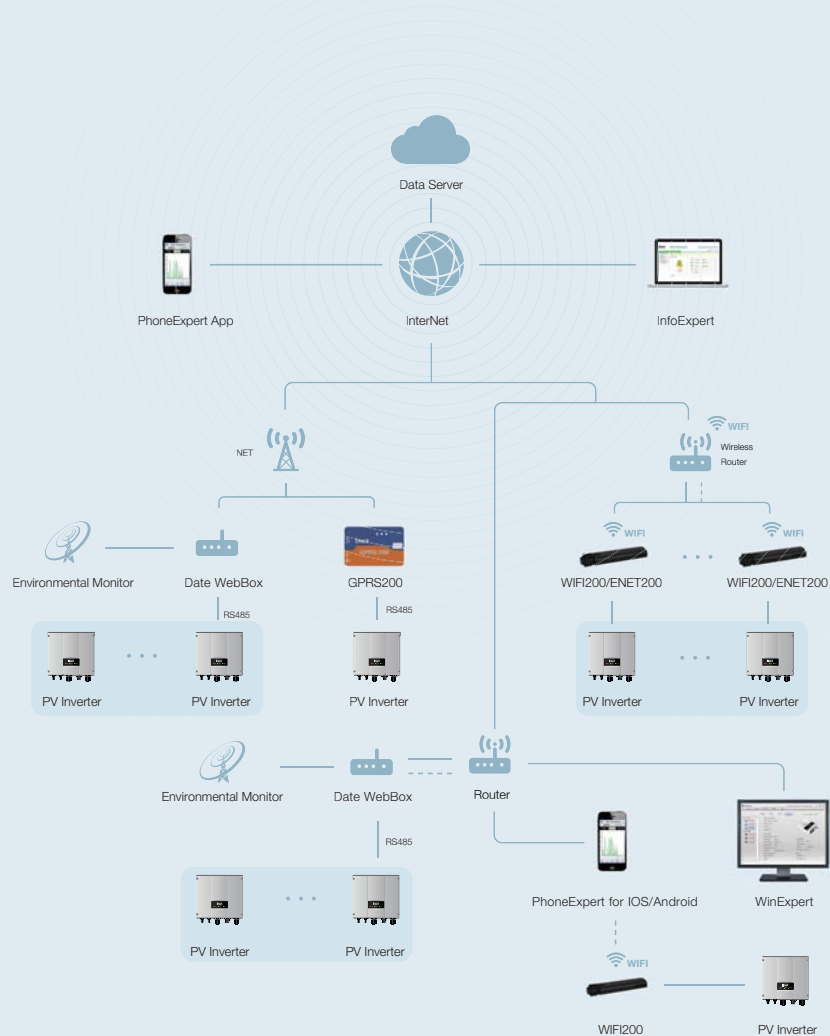 Data Server
PhoneExpert App
InterNet
InfoExpert
WIFI
NET
Wireless
Router
WIFI
WIFI
Environmental Monitor
Date WebBox
GPRS200
WIFI200/ENET200
WIFI200/ENET200
RS485
RS485
PV Inverter
PV Inverter
PV Inverter
PV Inverter
PV Inverter
Environmental Monitor
Date WebBox
Router
RS485
PhoneExpert for IOS/Android
WinExpert
PV Inverter
PV Inverter
WIFI
WIFI200
PV Inverter